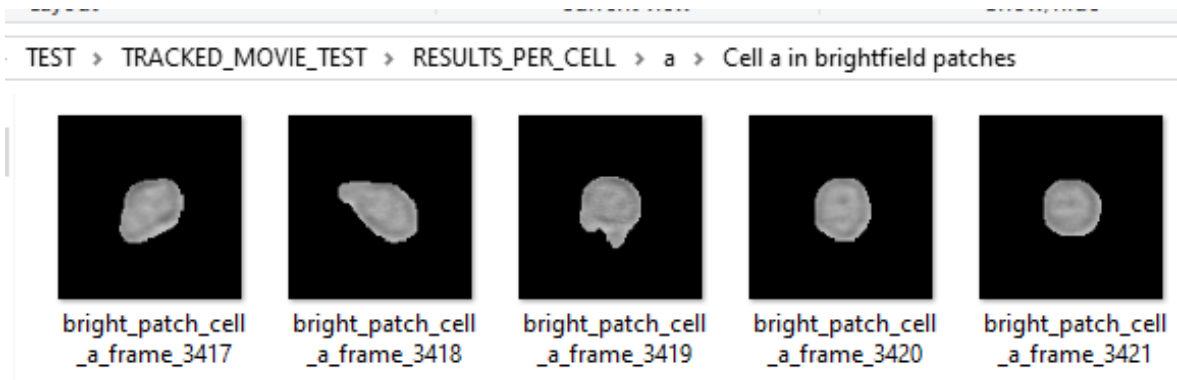 TEST > TRACKED_MOVIE_TEST > RESULTS_PER_CELL > a > Cell a in brightfield patches
bright_patch_cell
_a_frame_3417
bright_patch_cell
_a_frame_3418
bright_patch_cell
_a_frame_3419
bright_patch_cell
_a_frame_3420
bright_patch_cell
_a_frame_3421